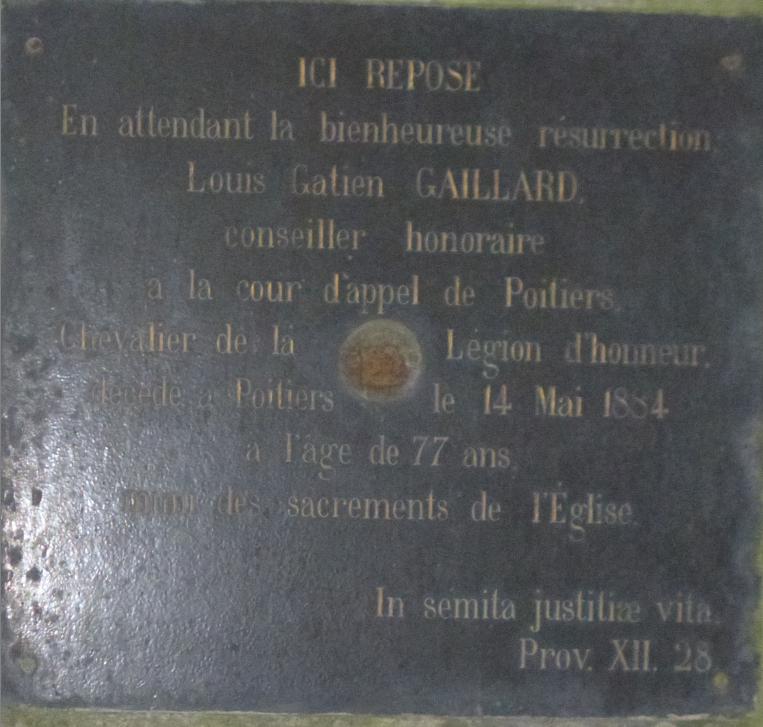 ICI REPOSE
En attendant la bienheureuse résurrection,
Louis Gatien GAILLARD,
conseiller honoraire
à la cour d'appel de Poitiers,
Chevalier de la Légion d'honneur,
décédé à Poitiers le 14 Mai 1884
à l'âge de 77 ans,
muni des sacrements de l'Église.
In semita justitiæ vita.
Prov. XII. 28.